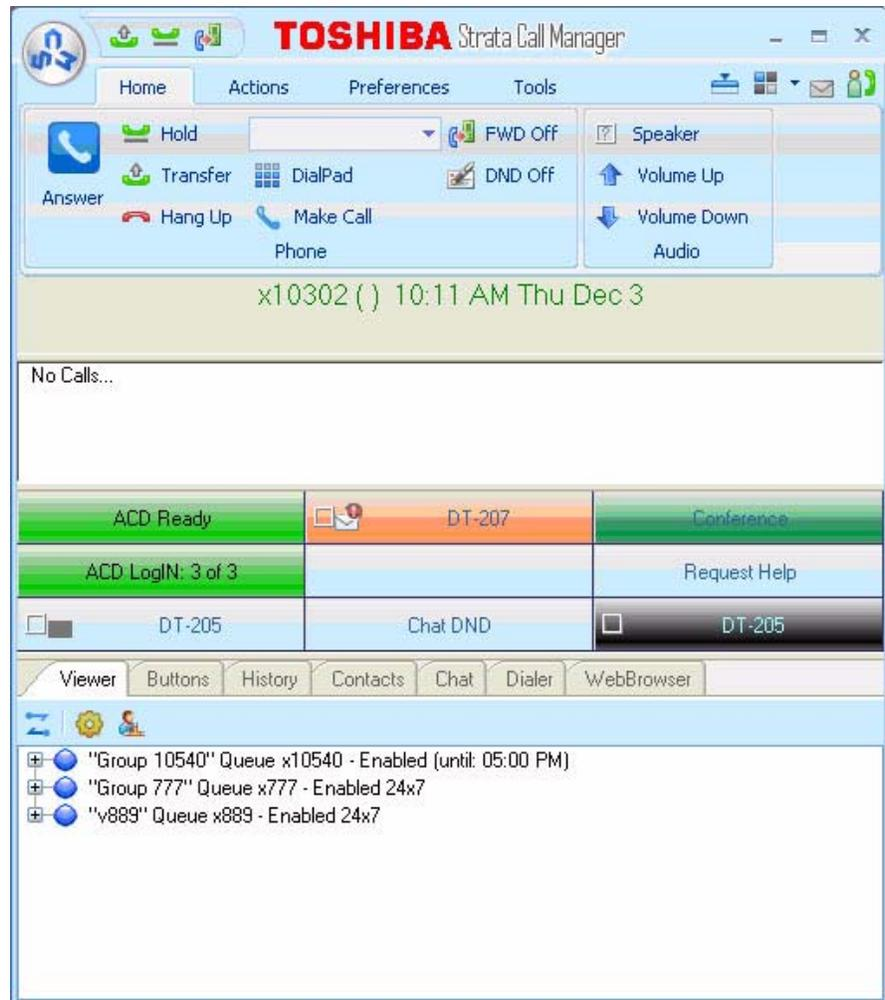 TOSHIBA Strata Call Manager
Home Actions Preferences Tools
Answer
Hold
FWD Off
Speaker
Transfer
DialPad
DND Off
Volume Up
Hang Up
Make Call
Volume Down
Phone
Audio
x10302 ( ) 10:11 AM Thu Dec 3
No Calls...
ACD Ready
DT-207
Conference
ACD LogIN: 3 of 3
Request Help
DT-205
Chat DND
DT-205
Viewer Buttons History Contacts Chat Dialer WebBrowser
"Group 10540" Queue x10540 - Enabled (until: 05:00 PM)
"Group 777" Queue x777 - Enabled 24x7
"v889" Queue x889 - Enabled 24x7